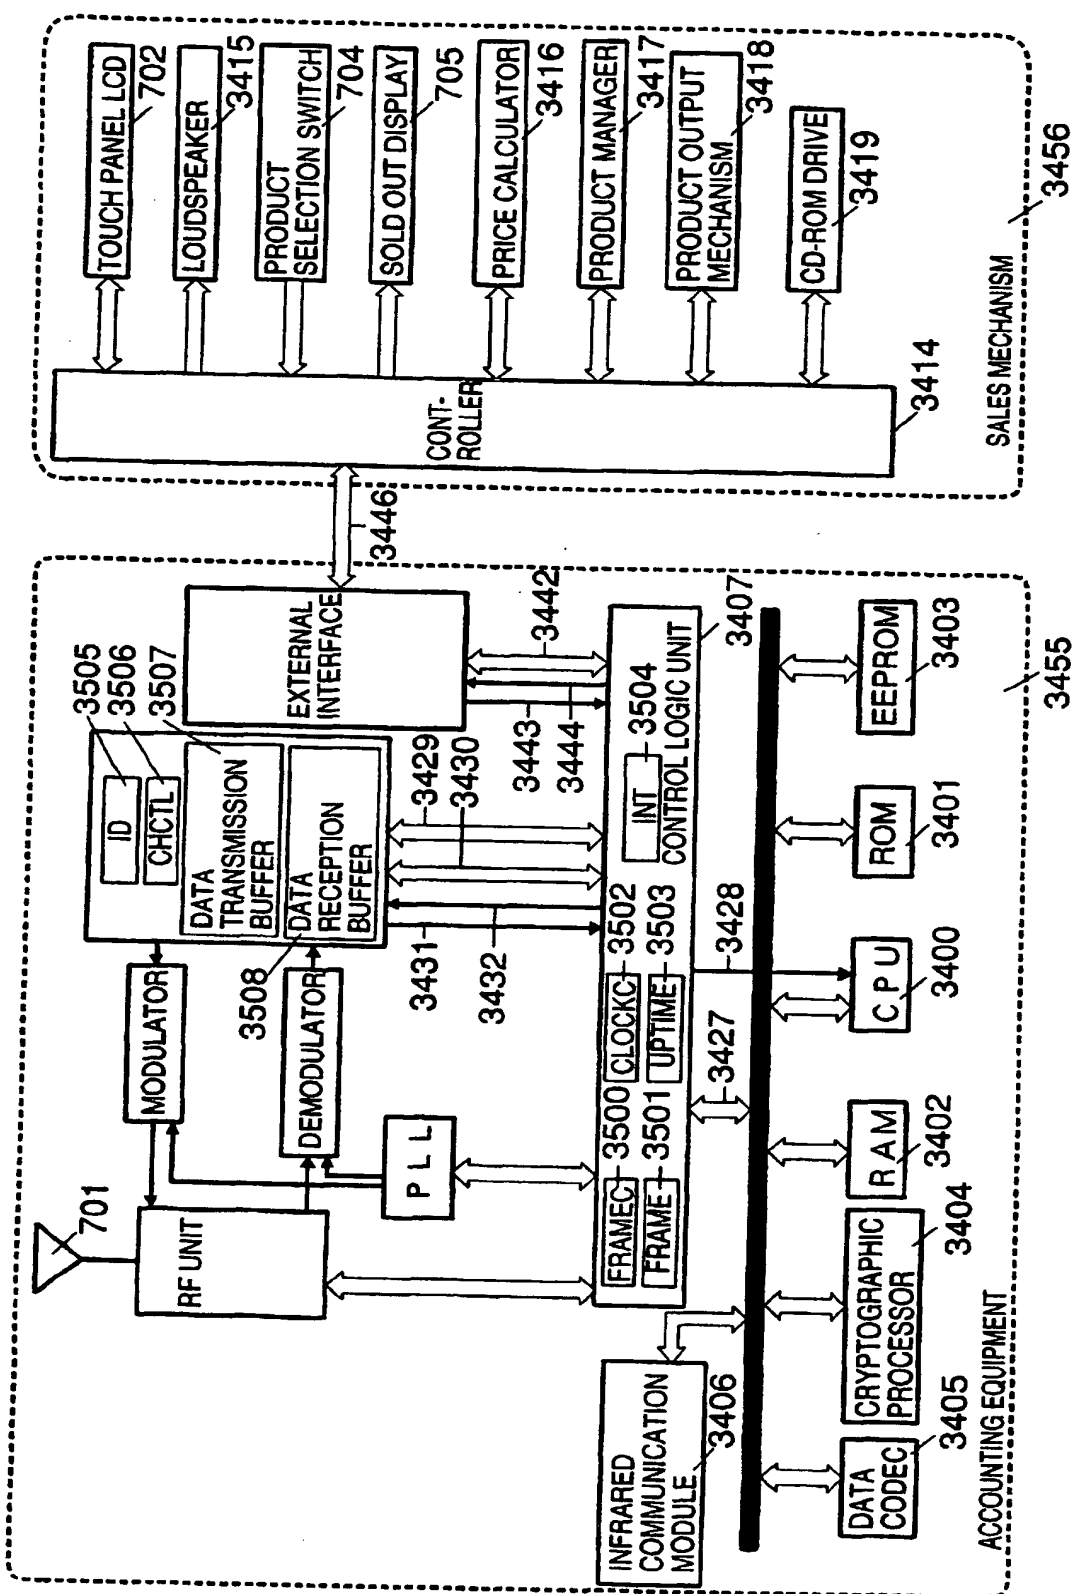 701
RF UNIT
MODULATOR
DEMODULATOR
P L L
ID
CHCTL
DATA
TRANSMISSION
BUFFER
DATA
RECEPTION
BUFFER
3505
3506
3507
3508
EXTERNAL
INTERFACE
3446
3431
3432
3429
3430
3443
3444
3442
INFRARED
COMMUNICATION
MODULE
3406
FRAMEC
3500
CLOCKC
3502
FRAME
3501
UPTIME
3503
INT
3504
CONTROL LOGIC UNIT
3407
3427
3428
DATA
CODEC
3405
CRYPTOGRAPHIC
PROCESSOR
3404
R A M
3402
C P U
3400
ROM
3401
EEPROM
3403
ACCOUNTING EQUIPMENT
3455
CONT-
ROLLER
3414
TOUCH PANEL LCD
702
LOUDSPEAKER
3415
PRODUCT
SELECTION SWITCH
704
SOLD OUT DISPLAY
705
PRICE CALCULATOR
3416
PRODUCT MANAGER
3417
PRODUCT OUTPUT
MECHANISM
3418
CD-ROM DRIVE
3419
SALES MECHANISM
3456